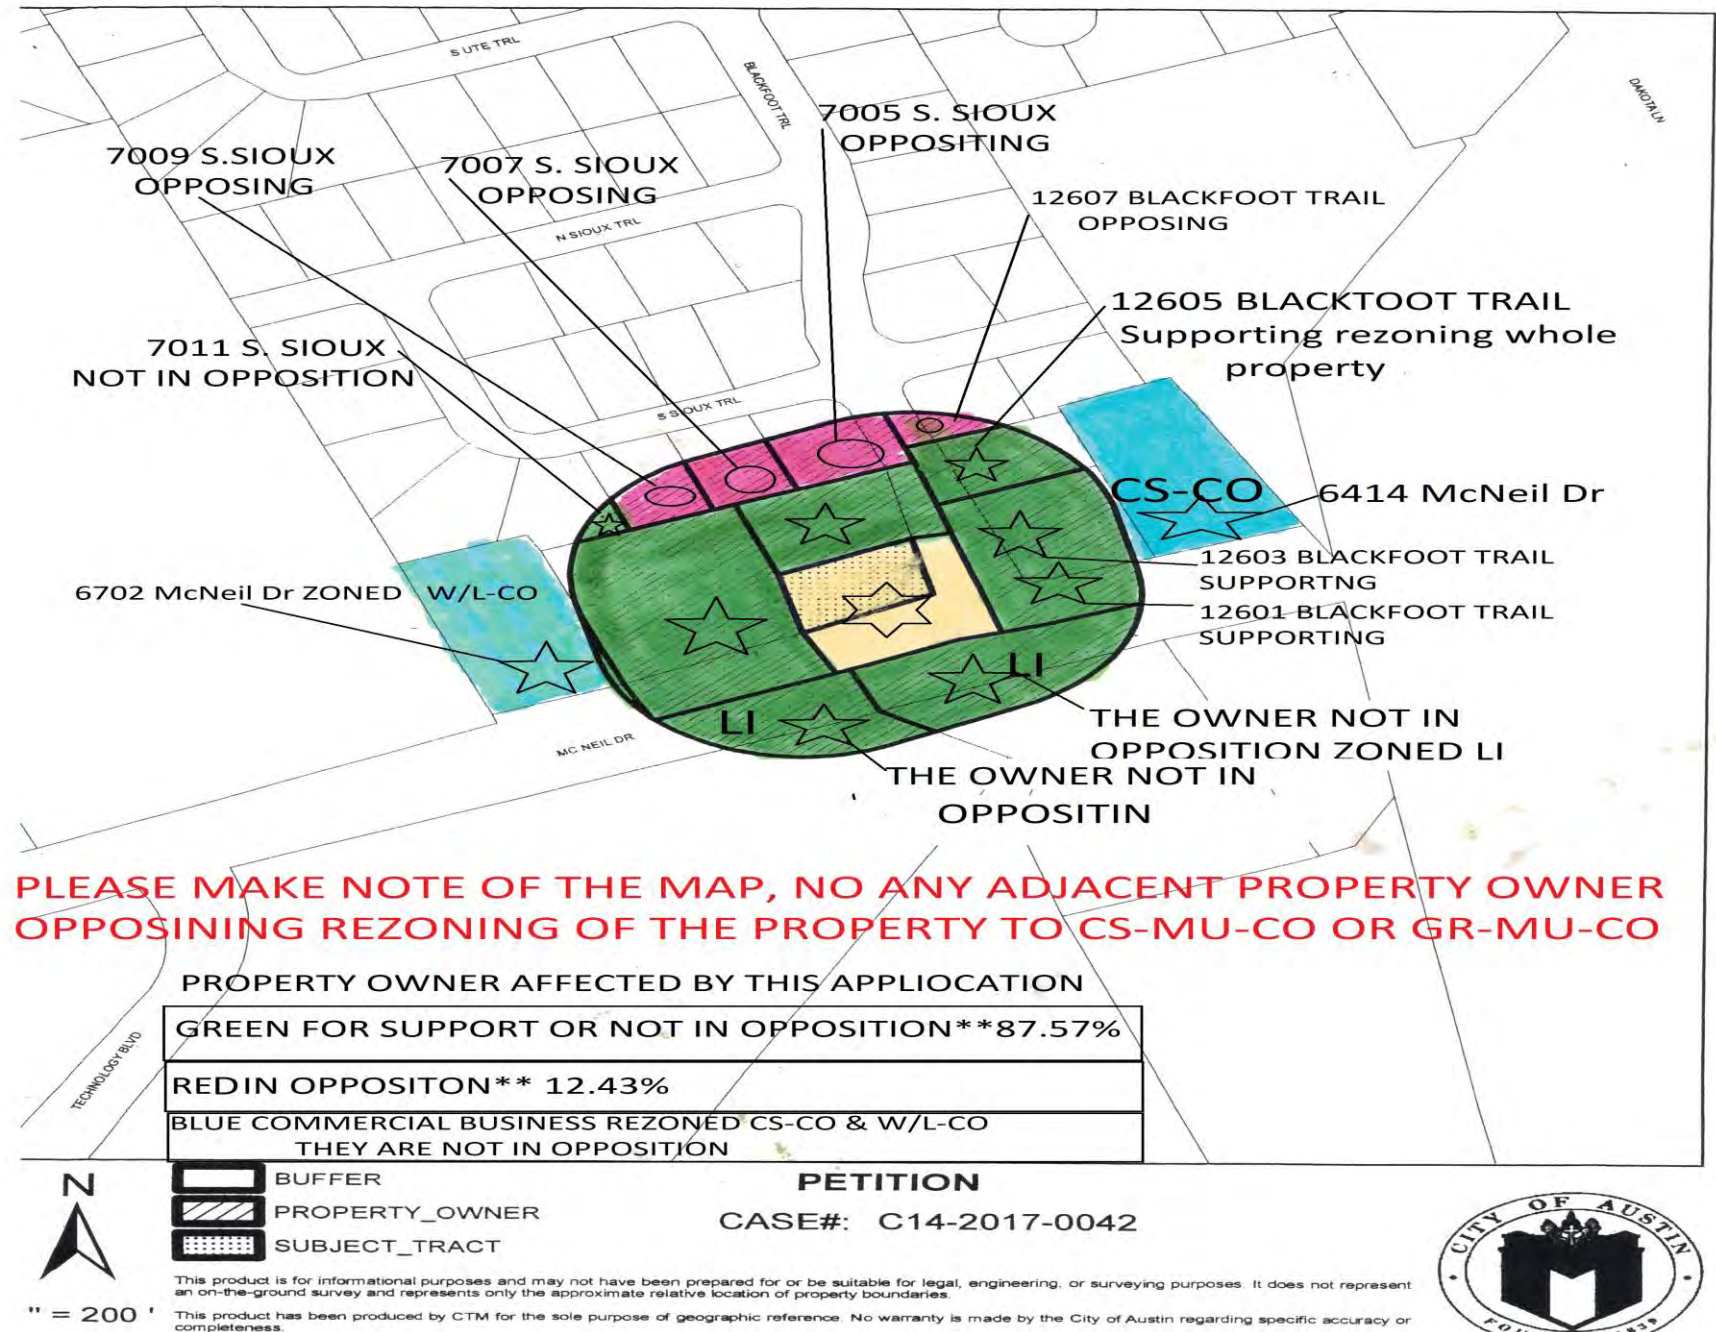 S UTE TRL
BLACKFOOT TRL
DAKOTA LN
7005 S. SIOUX
OPPOSITING
7009 S.SIOUX
OPPOSING
7007 S. SIOUX
OPPOSING
12607 BLACKFOOT TRAIL
OPPOSING
N SIOUX TRL
12605 BLACKTOOT TRAIL
Supporting rezoning whole
property
7011 S. SIOUX
NOT IN OPPOSITION
S SIOUX TRL
CS-CO
6414 McNeil Dr
12603 BLACKFOOT TRAIL
SUPPORTNG
6702 McNeil Dr ZONED W/L-CO
12601 BLACKFOOT TRAIL
SUPPORTING
LI
LI
THE OWNER NOT IN
OPPOSITION ZONED LI
MC NEIL DR
THE OWNER NOT IN
OPPOSITIN
PLEASE MAKE NOTE OF THE MAP, NO ANY ADJACENT PROPERTY OWNER
OPPOSINING REZONING OF THE PROPERTY TO CS-MU-CO OR GR-MU-CO
PROPERTY OWNER AFFECTED BY THIS APPLIOCATION
GREEN FOR SUPPORT OR NOT IN OPPOSITION**87.57%
TECHNOLOGY BLVD
REDIN OPPOSITON** 12.43%
BLUE COMMERCIAL BUSINESS REZONED CS-CO & W/L-CO
THEY ARE NOT IN OPPOSITION
N
BUFFER
PROPERTY_OWNER
SUBJECT_TRACT
PETITION
CASE#: C14-2017-0042
CITY OF AUSTIN
" = 200 '
This product is for informational purposes and may not have been prepared for or be suitable for legal, engineering, or surveying purposes. It does not represent
an on-the-ground survey and represents only the approximate relative location of property boundaries.
This product has been produced by CTM for the sole purpose of geographic reference. No warranty is made by the City of Austin regarding specific accuracy or
completeness.